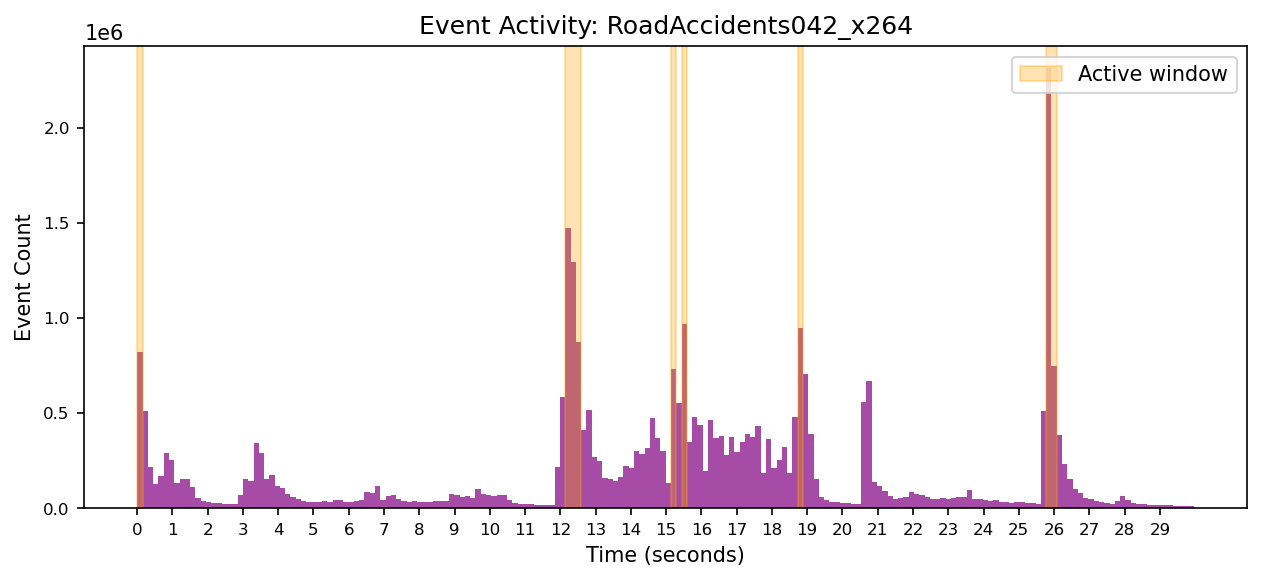 Event Activity: RoadAccidents042_x264
1e6
Active window
2.0
1.5
1.0
0.5
0.0
Event Count
0 1 2 3 4 5 6 7 8 9 10 11 12 13 14 15 16 17 18 19 20 21 22 23 24 25 26 27 28 29
Time (seconds)